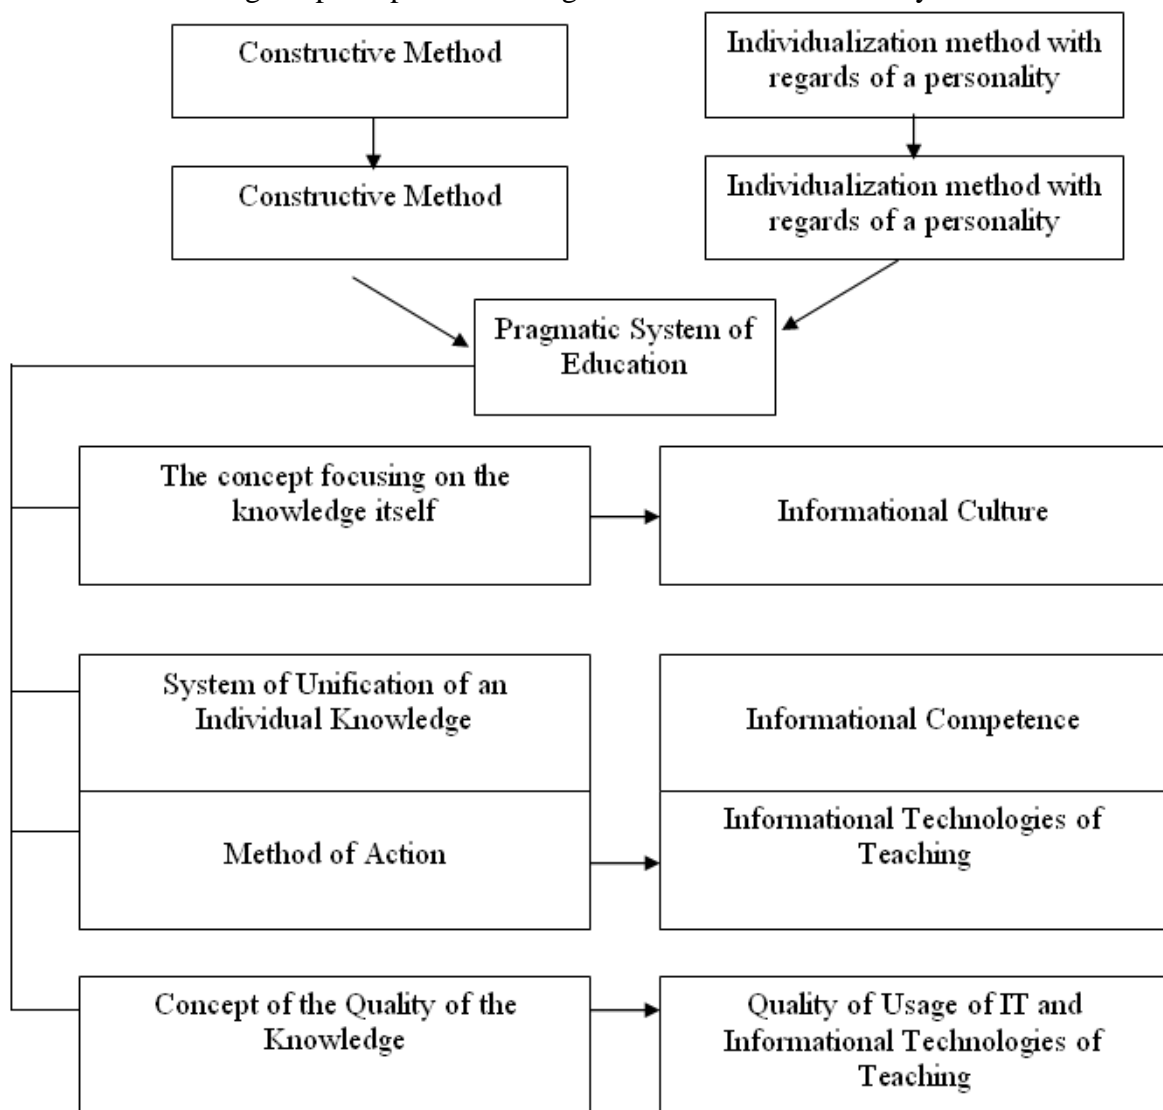 Constructive Method
Individualization method with
regards of a personality
Constructive Method
Individualization method with
regards of a personality
Pragmatic System of
Education
The concept focusing on the
knowledge itself
Informational Culture
System of Unification of an
Individual Knowledge
Informational Competence
Method of Action
Informational Technologies of
Teaching
Concept of the Quality of the
Knowledge
Quality of Usage of IT and
Informational Technologies of
Teaching